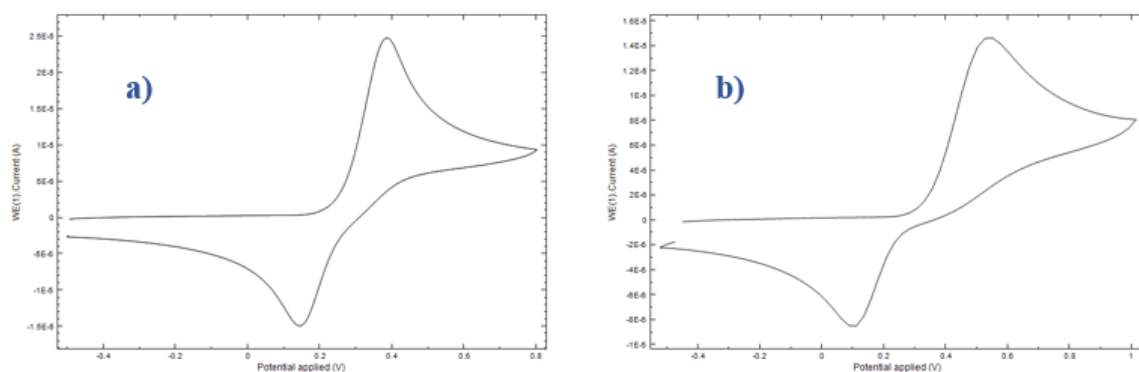 a)
WE(1).Current (A)
2.5E-5
2E-5
1.5E-5
1E-5
5E-6
0
-5E-6
-1E-5
-1.5E-5
-0.4 -0.2 0 0.2 0.4 0.6 0.8
Potential applied (V)
b)
WE(1).Current (A)
1.6E-5
1.4E-5
1.2E-5
1E-5
8E-6
6E-6
4E-6
2E-6
0
-2E-6
-4E-6
-6E-6
-8E-6
-1E-5
-0.4 -0.2 0 0.2 0.4 0.6 0.8 1
Potential applied (V)